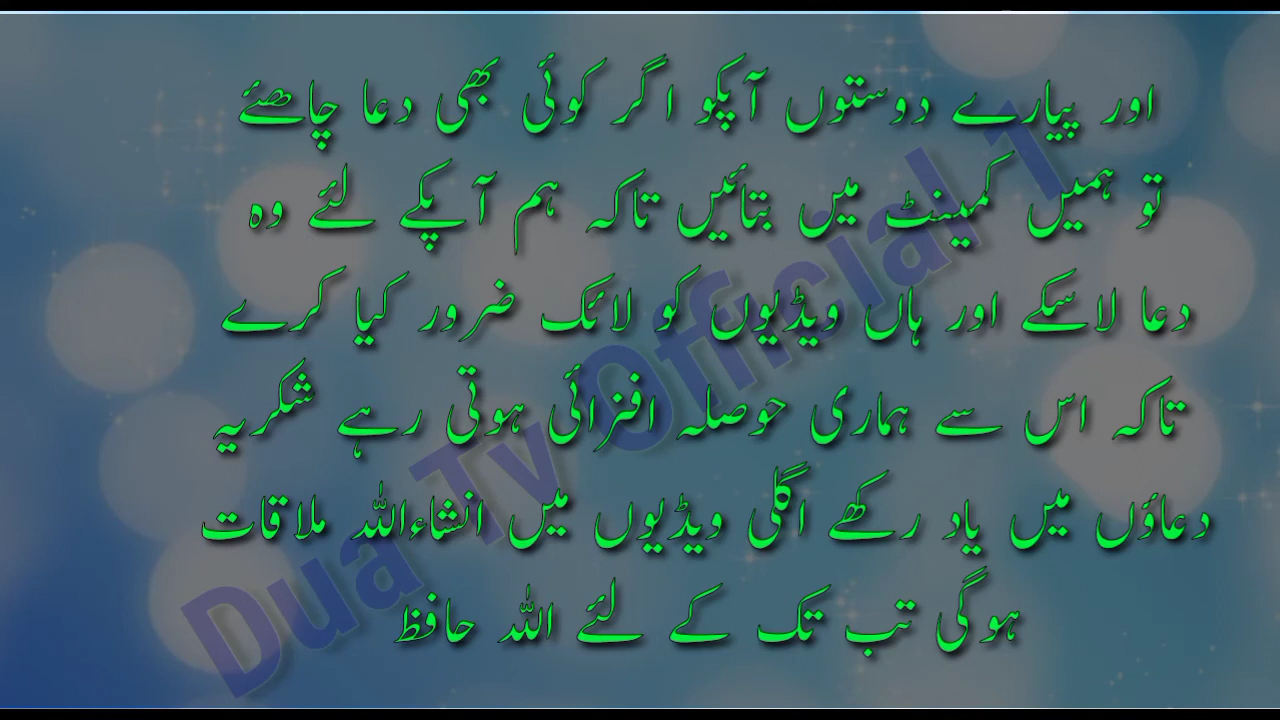 اور پیارے دوستوں آپکو اگر کوئی بھی دعا چاھئے
تو ہمیں کمینٹ میں بتائیں تاکہ ہم آپکے لئے وہ
دعا لاسکے اور ہاں ویڈیوں کو لائک ضرور کیا کرے
تاکہ اس سے ہماری حوصلہ افزائی ہوتی رہے شکریہ
دعاؤں میں یاد رکھے اگلی ویڈیوں میں انشاءاللہ ملاقات
ہوگی تب تک کے لئے اللہ حافظ
Dua Tv Official 1